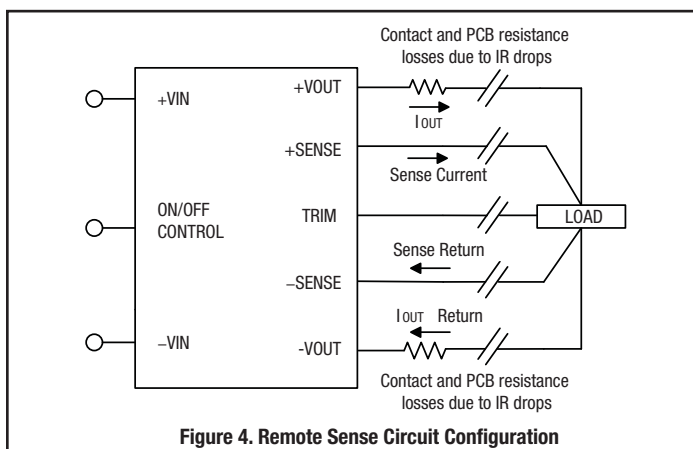 Contact and PCB resistance
losses due to IR drops
+VOUT
+VIN
IOUT
+SENSE
Sense Current
ON/OFF
CONTROL
TRIM
LOAD
Sense Return
−SENSE
IOUT Return
−VIN
-VOUT
Contact and PCB resistance
losses due to IR drops
Figure 4. Remote Sense Circuit Configuration